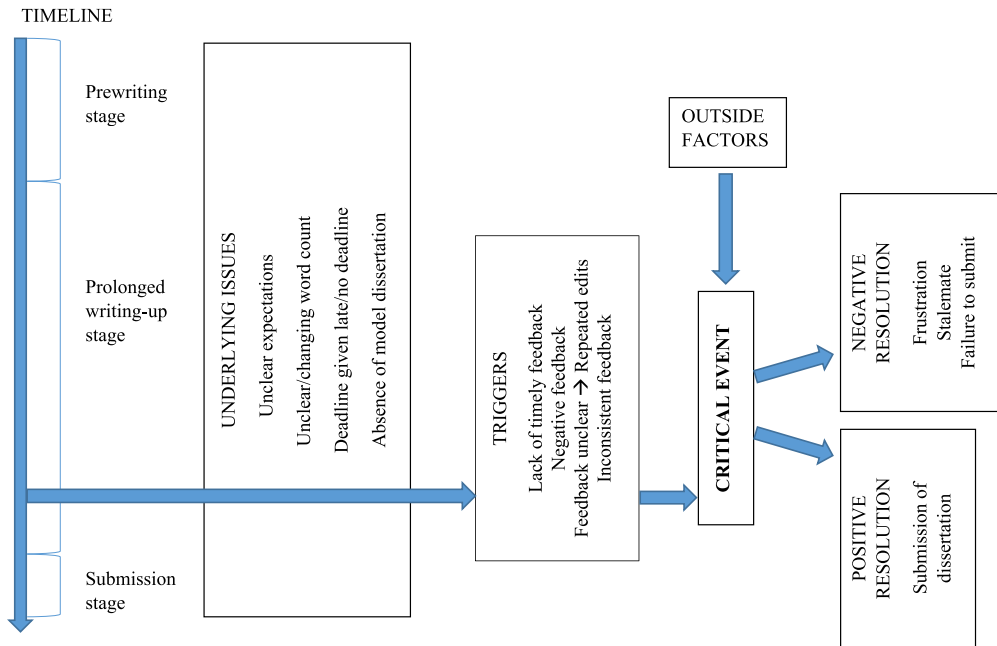 TIMELINE
Prewriting
stage
Prolonged
writing-up
stage
Submission
stage
UNDERLYING ISSUES
Unclear expectations
Unclear/changing word count
Deadline given late/no deadline
Absence of model dissertation
TRIGGERS
Lack of timely feedback
Negative feedback
Feedback unclear → Repeated edits
Inconsistent feedback
OUTSIDE
FACTORS
CRITICAL EVENT
NEGATIVE
RESOLUTION
Frustration
Stalemate
Failure to submit
POSITIVE
RESOLUTION
Submission of
dissertation